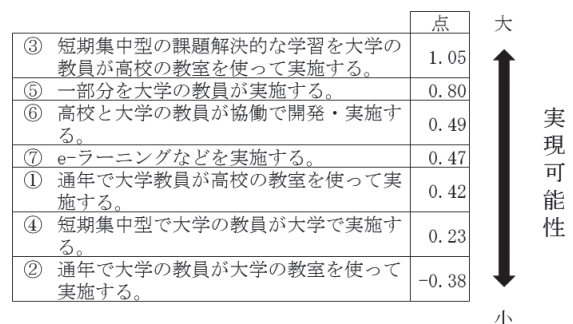 点
大
③ 短期集中型の課題解決的な学習を大学の
教員が高校の教室を使って実施する。
1.05
⑤ 一部分を大学の教員が実施する。
0.80
⑥ 高校と大学の教員が協働で開発・実施す
る。
0.49
⑦ e-ラーニングなどを実施する。
0.47
① 通年で大学教員が高校の教室を使って実
施する。
0.42
④ 短期集中型で大学の教員が大学で実施す
る。
0.23
② 通年で大学の教員が大学の教室を使って
実施する。
-0.38
実現可能性
小